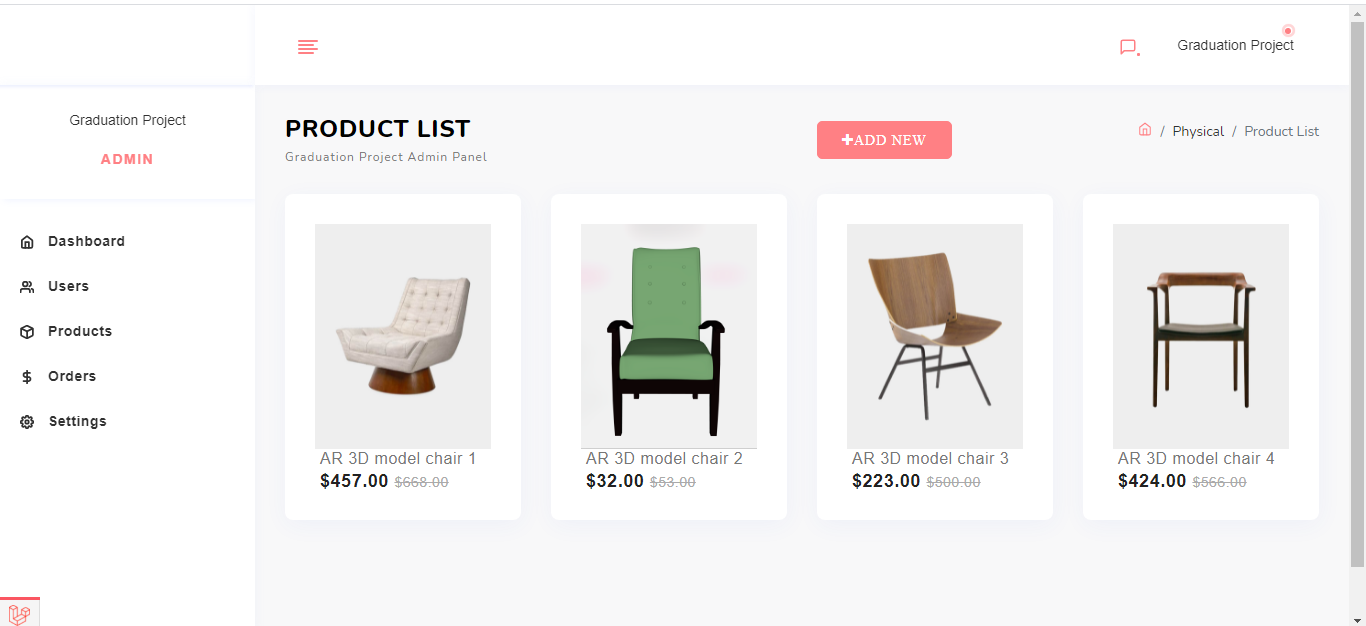 Graduation Project
Graduation Project
ADMIN
Dashboard
Users
Products
Orders
Settings
PRODUCT LIST
Graduation Project Admin Panel
+ADD NEW
/ Physical / Product List
AR 3D model chair 1
$457.00 $668.00
AR 3D model chair 2
$32.00 $53.00
AR 3D model chair 3
$223.00 $500.00
AR 3D model chair 4
$424.00 $566.00